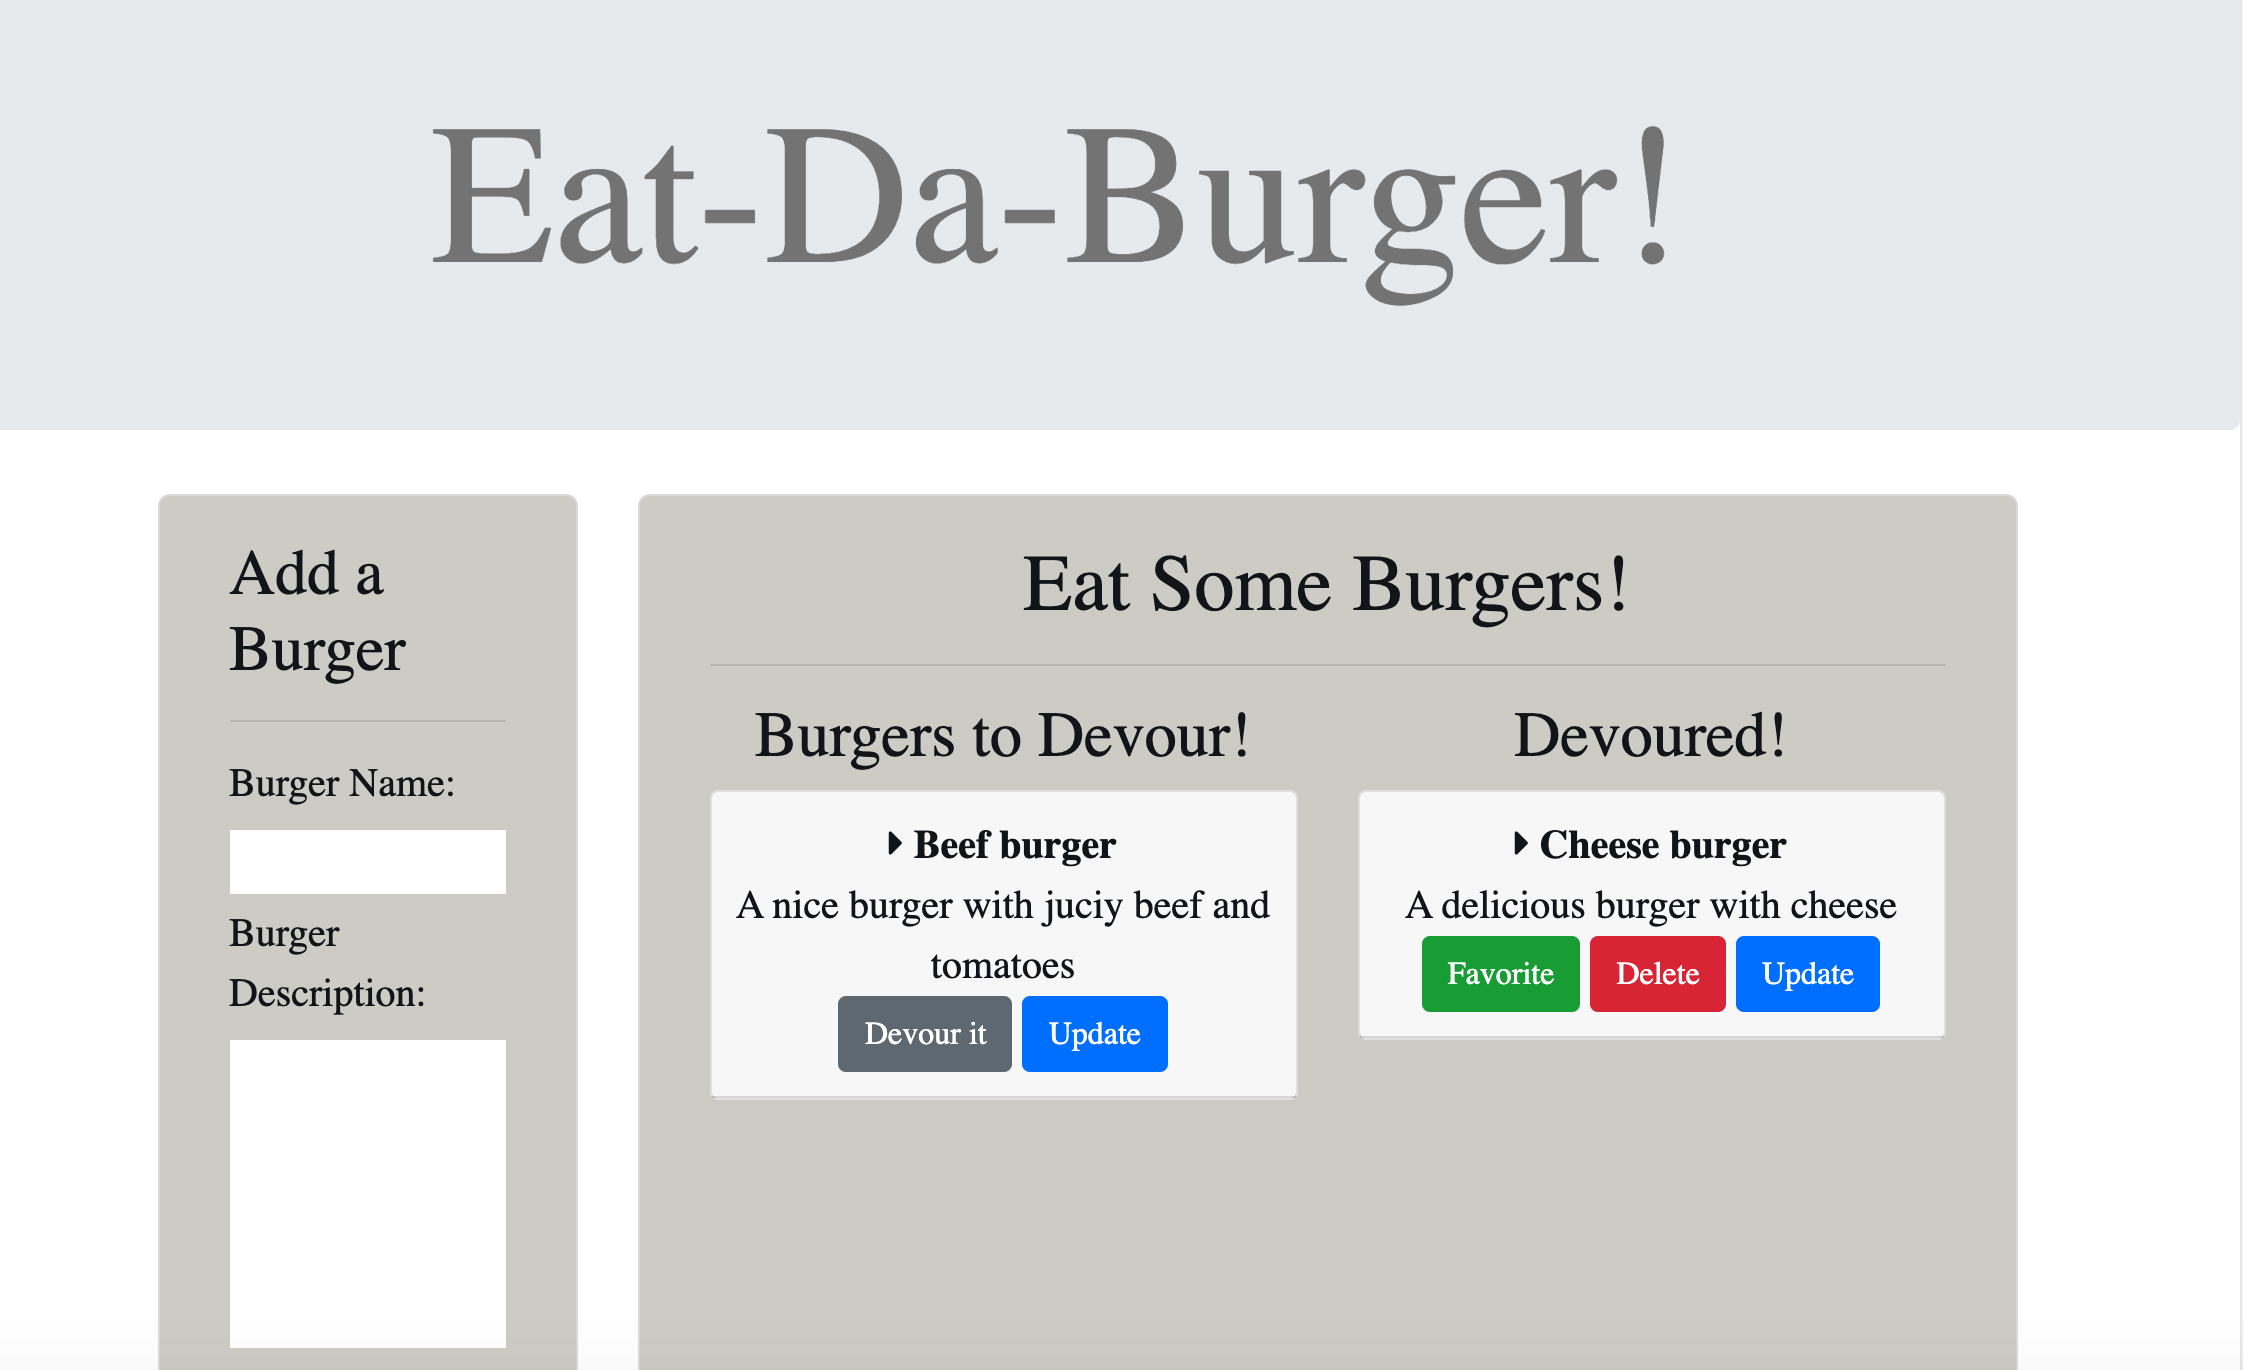 Eat-Da-Burger!
Add a
Burger
Burger Name:
Burger
Description:
Eat Some Burgers!
Burgers to Devour!
Beef burger
A nice burger with juciy beef and
tomatoes
Devour it
Update
Devoured!
Cheese burger
A delicious burger with cheese
Favorite
Delete
Update